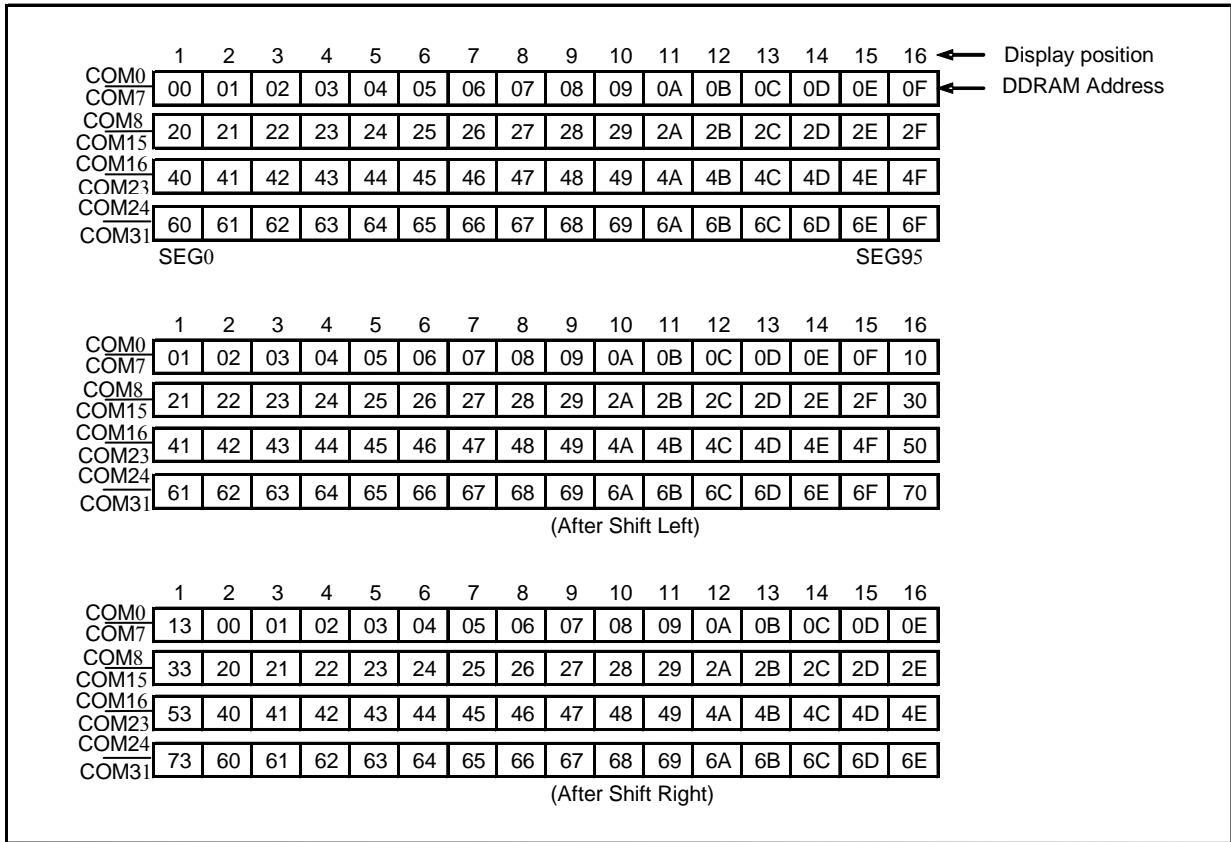 1 2 3 4 5 6 7 8 9 10 11 12 13 14 15 16 Display position
COM0
COM7 00 01 02 03 04 05 06 07 08 09 0A 0B 0C 0D 0E 0F DDRAM Address
COM8
COM15 20 21 22 23 24 25 26 27 28 29 2A 2B 2C 2D 2E 2F
COM16
COM23 40 41 42 43 44 45 46 47 48 49 4A 4B 4C 4D 4E 4F
COM24
COM31 60 61 62 63 64 65 66 67 68 69 6A 6B 6C 6D 6E 6F
SEG0 SEG95
1 2 3 4 5 6 7 8 9 10 11 12 13 14 15 16
COM0
COM7 01 02 03 04 05 06 07 08 09 0A 0B 0C 0D 0E 0F 10
COM8
COM15 21 22 23 24 25 26 27 28 29 2A 2B 2C 2D 2E 2F 30
COM16
COM23 41 42 43 44 45 46 47 48 49 4A 4B 4C 4D 4E 4F 50
COM24
COM31 61 62 63 64 65 66 67 68 69 6A 6B 6C 6D 6E 6F 70
(After Shift Left)
1 2 3 4 5 6 7 8 9 10 11 12 13 14 15 16
COM0
COM7 13 00 01 02 03 04 05 06 07 08 09 0A 0B 0C 0D 0E
COM8
COM15 33 20 21 22 23 24 25 26 27 28 29 2A 2B 2C 2D 2E
COM16
COM23 53 40 41 42 43 44 45 46 47 48 49 4A 4B 4C 4D 4E
COM24
COM31 73 60 61 62 63 64 65 66 67 68 69 6A 6B 6C 6D 6E
(After Shift Right)